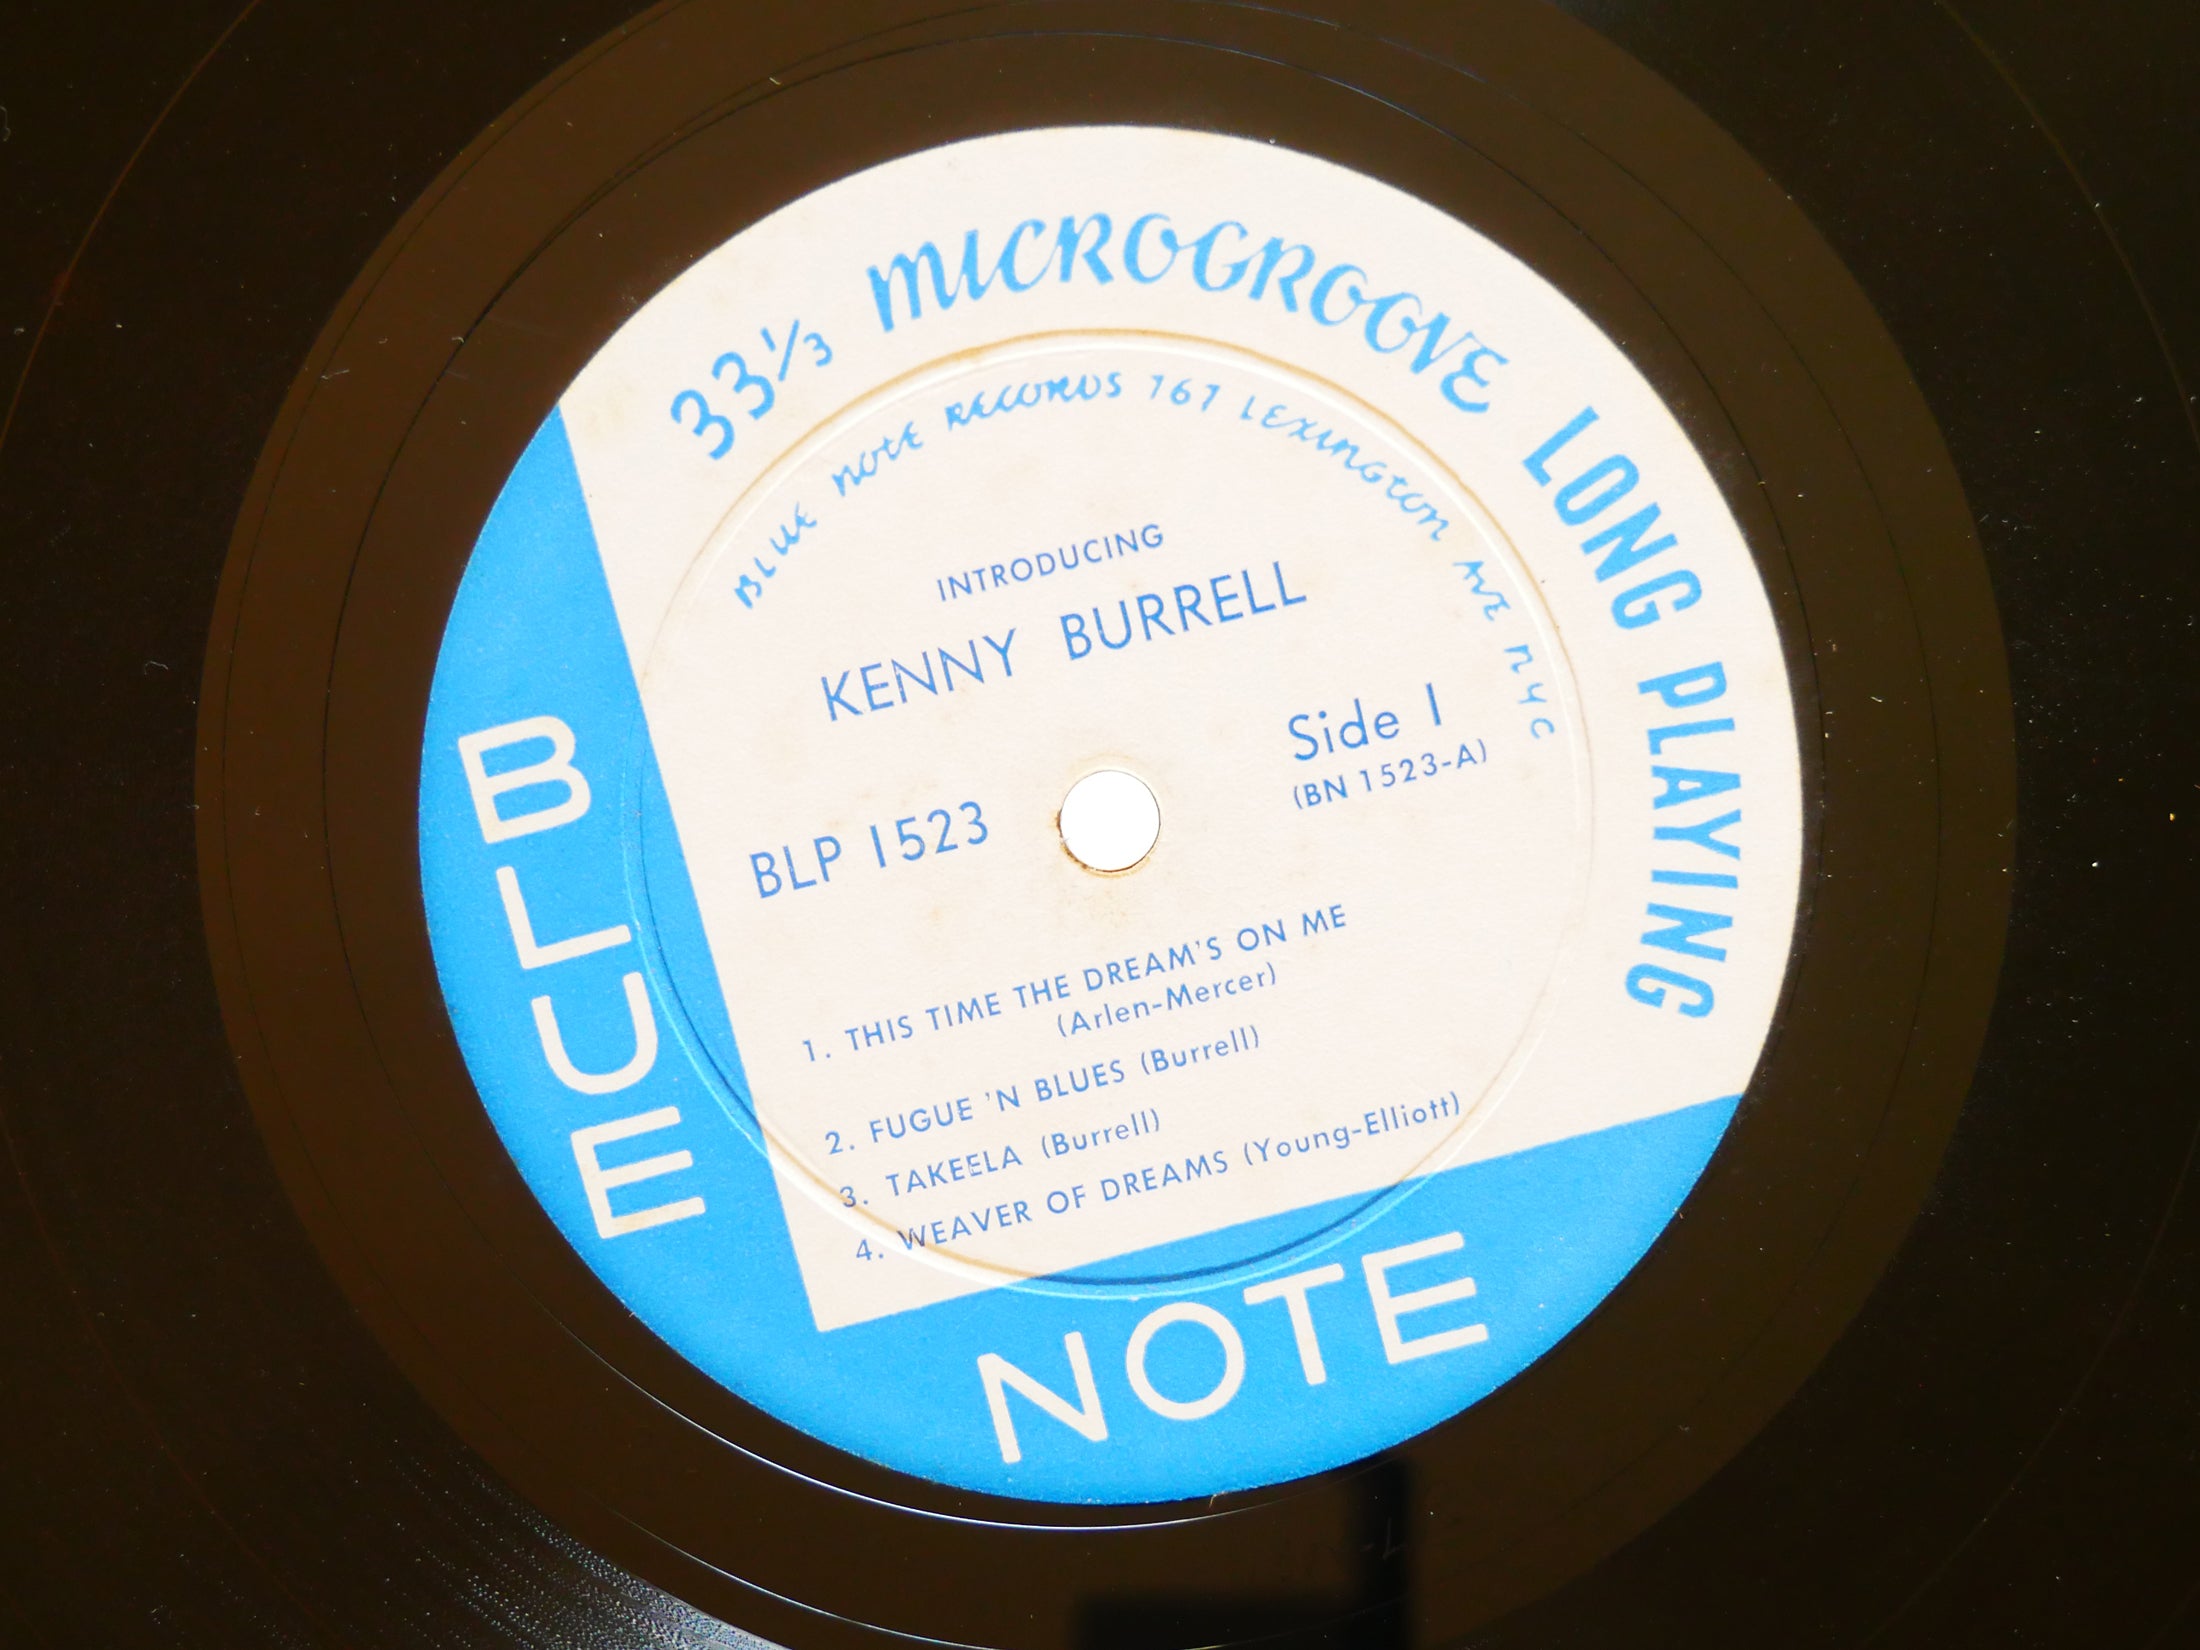 33⅓ MICROGROOVE LONG PLAYING
BLUE NOTE RECORDS 767 LEXINGTON AVE NYC
INTRODUCING
KENNY BURRELL
Side 1
(BN 1523-A)
BLP 1523
1. THIS TIME THE DREAM'S ON ME
(Arlen-Mercer)
2. FUGUE 'N BLUES (Burrell)
3. TAKEELA (Burrell)
4. WEAVER OF DREAMS (Young-Elliott)
BLUE
NOTE